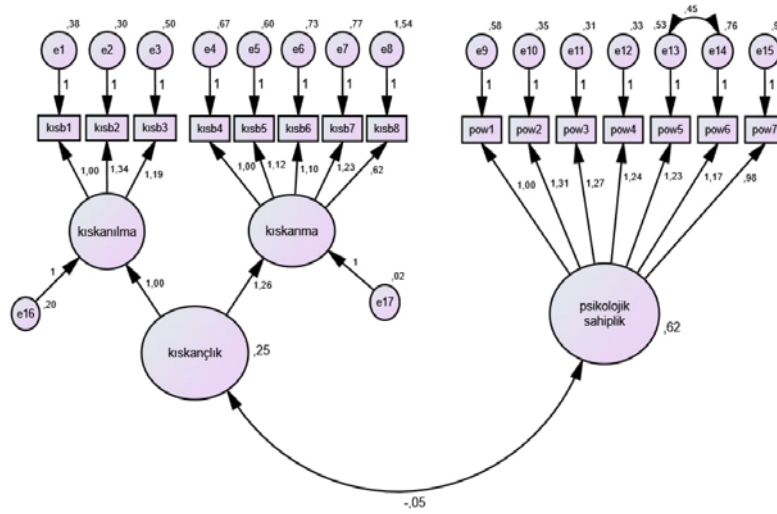 ,38 ,30 ,50 ,67 ,60 ,73 ,77 1,54 ,58 ,35 ,31 ,33 ,53 ,45 ,76
e1 e2 e3 e4 e5 e6 e7 e8 e9 e10 e11 e12 e13 e14 e15
1 1 1 1 1 1 1 1 1 1 1 1 1 1 1
kısb1 kısb2 kısb3 kısb4 kısb5 kısb6 kısb7 kısb8 pow1 pow2 pow3 pow4 pow5 pow6 pow7
1,00 1,34 1,19 1,00 1,12 1,10 1,23 ,62 1,00 1,31 1,27 1,24 1,23 1,17 ,98
kıskanılma kıskanma
1 1,00 1,26 1 ,02
e16 ,20 e17
psikolojik
sahiplik
,62
kıskançlık ,25
-,05